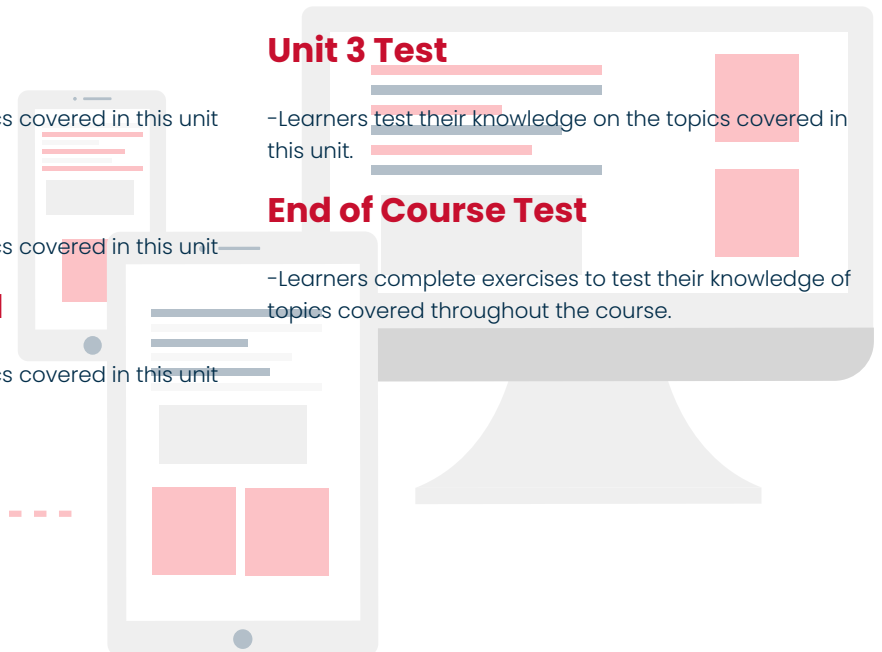 covered in this unit
covered in this unit
covered in this unit
Unit 3 Test
-Learners test their knowledge on the topics covered in
this unit.
End of Course Test
-Learners complete exercises to test their knowledge of
topics covered throughout the course.